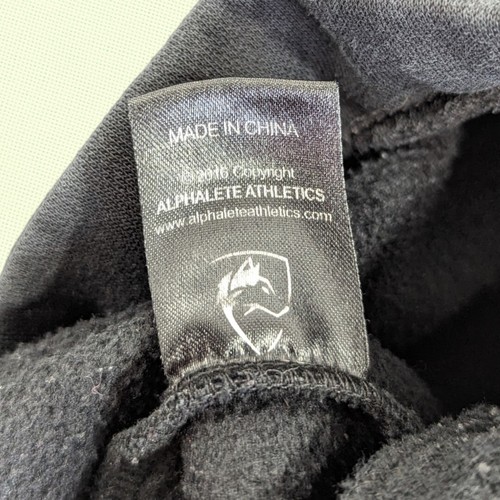 MADE IN CHINA
© 2016 Copyright
ALPHALETE ATHLETICS
www.alphaleteathletics.com